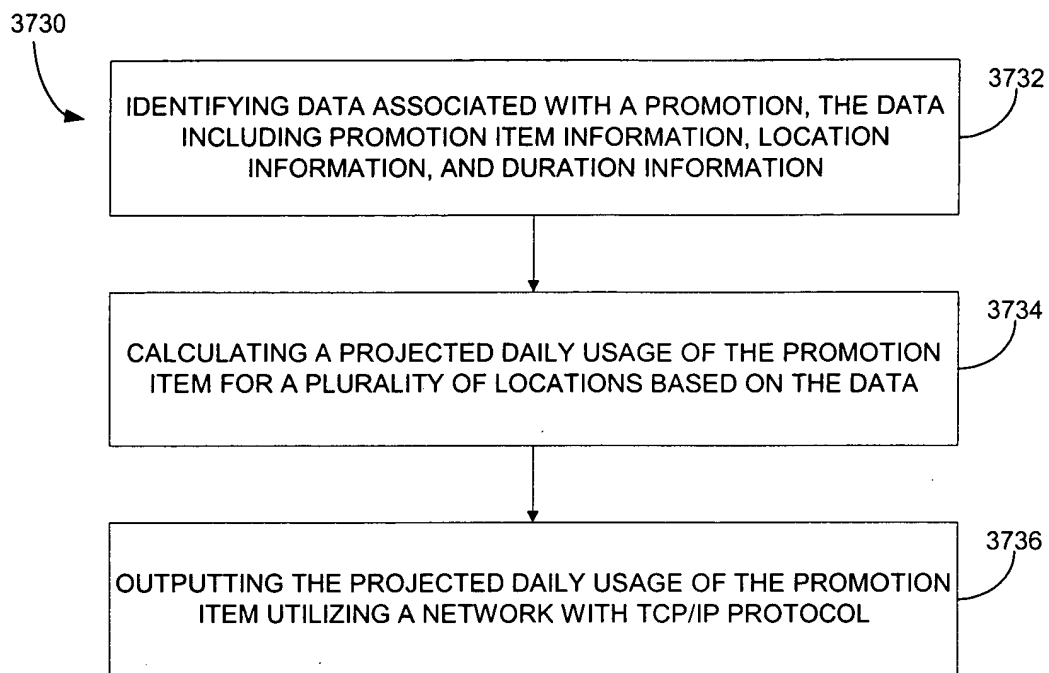 3730
3732
IDENTIFYING DATA ASSOCIATED WITH A PROMOTION, THE DATA
INCLUDING PROMOTION ITEM INFORMATION, LOCATION
INFORMATION, AND DURATION INFORMATION
3734
CALCULATING A PROJECTED DAILY USAGE OF THE PROMOTION
ITEM FOR A PLURALITY OF LOCATIONS BASED ON THE DATA
3736
OUTPUTTING THE PROJECTED DAILY USAGE OF THE PROMOTION
ITEM UTILIZING A NETWORK WITH TCP/IP PROTOCOL